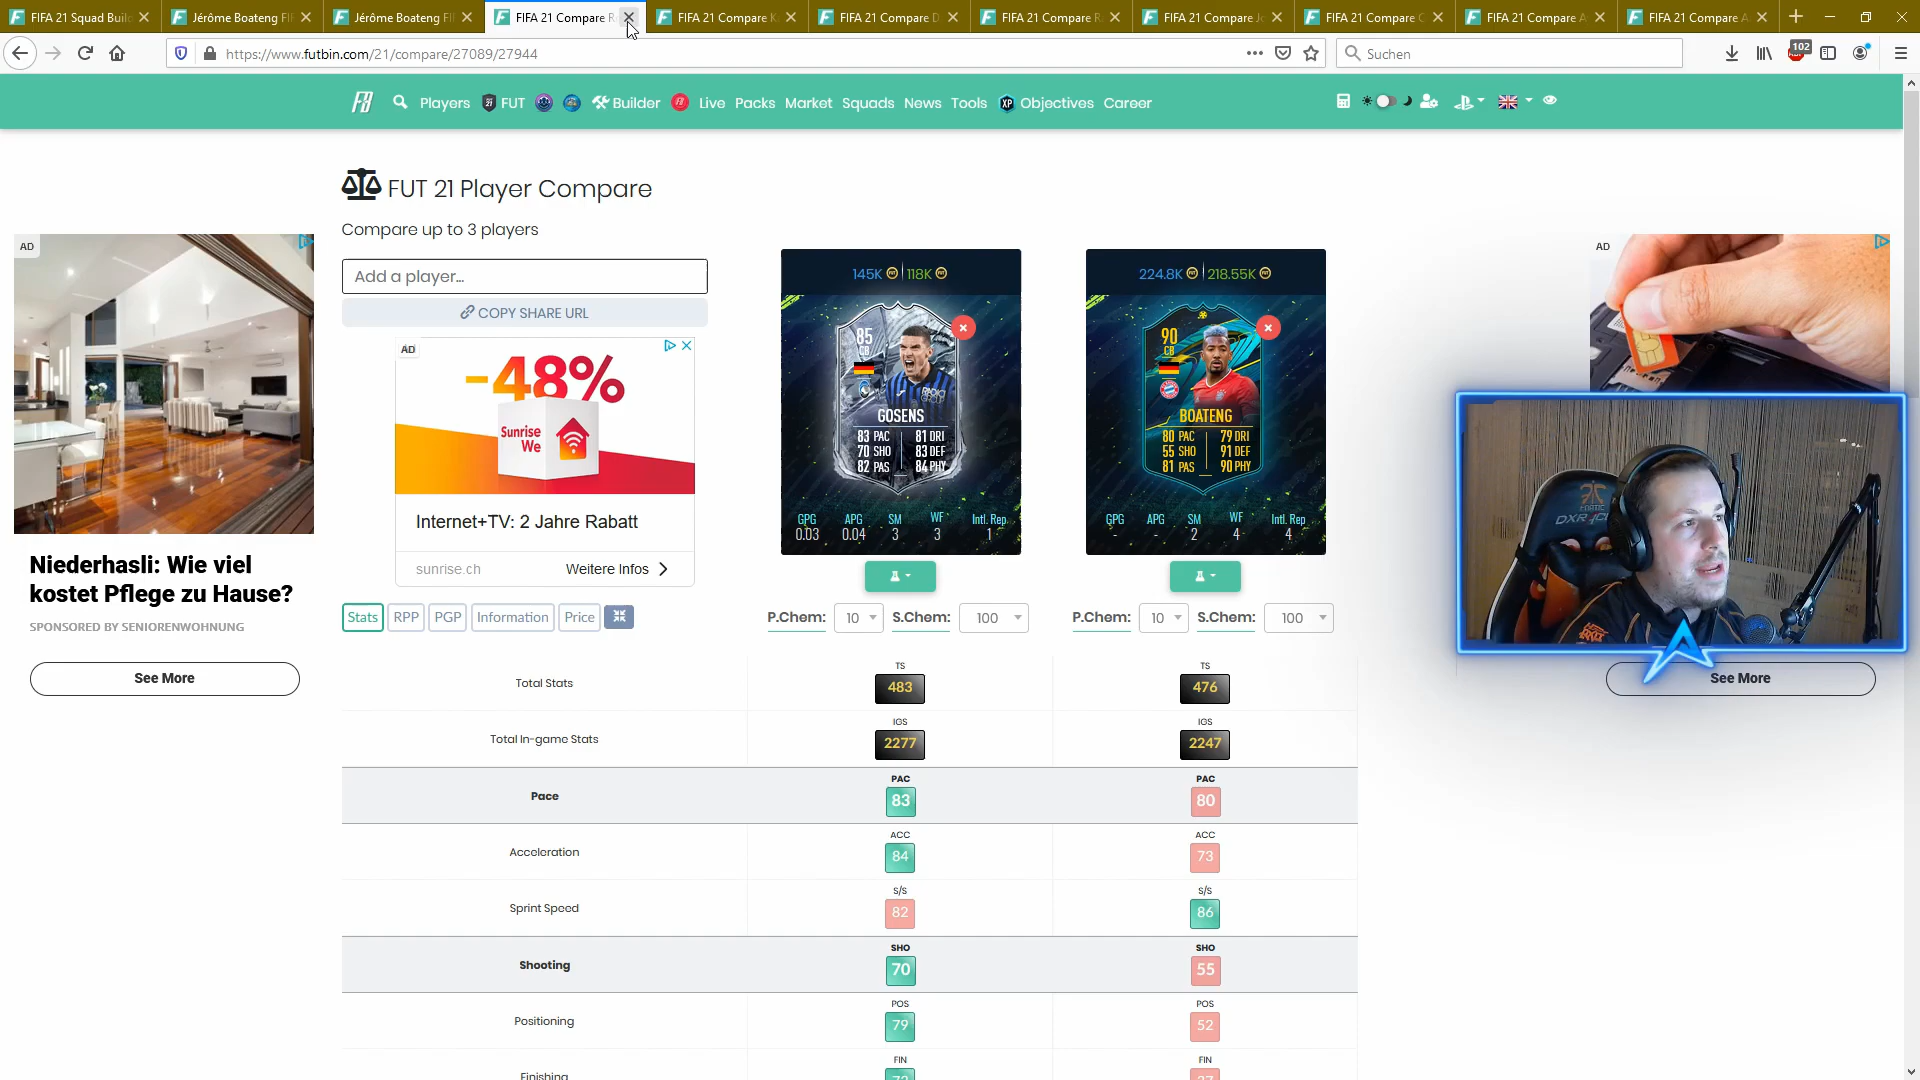 FIFA 21 Squad Buil
Jérôme Boateng FI
Jérôme Boateng FI
FIFA 21 Compare R
FIFA 21 Compare K
FIFA 21 Compare D
FIFA 21 Compare R
FIFA 21 Compare Jo
FIFA 21 Compare C
FIFA 21 Compare A
FIFA 21 Compare A
https://www.futbin.com/21/compare/27089/27944
Suchen
102
Players
FUT
Builder
Live
Packs
Market
Squads
News
Tools
XP
Objectives
Career
FUT 21 Player Compare
Compare up to 3 players
Add a player...
COPY SHARE URL
AD
-48%
Sunrise
We
Internet+TV: 2 Jahre Rabatt
sunrise.ch
Weitere Infos
AD
Niederhasli: Wie viel
kostet Pflege zu Hause?
SPONSORED BY SENIORENWOHNUNG
See More
145K 118K
85
CB
GOSENS
83 PAC 81 DRI
70 SHO 83 DEF
82 PAS 84 PHY
GPG APG SM WF Intl. Rep
0.03 0.04 3 3 1
224.8K 218.55K
90
CB
BOATENG
80 PAC 79 DRI
55 SHO 91 DEF
81 PAS 90 PHY
GPG APG SM WF Intl. Rep
- - 2 4 4
AD
DXR
See More
Stats RPP PGP Information Price
P.Chem: 10 S.Chem: 100
P.Chem: 10 S.Chem: 100
TS TS
Total Stats 483 476
IGS IGS
Total In-game Stats 2277 2247
PAC PAC
Pace 83 80
ACC ACC
Acceleration 84 73
S/S S/S
Sprint Speed 82 86
SHO SHO
Shooting 70 55
POS POS
Positioning 79 52
FIN FIN
Finishing